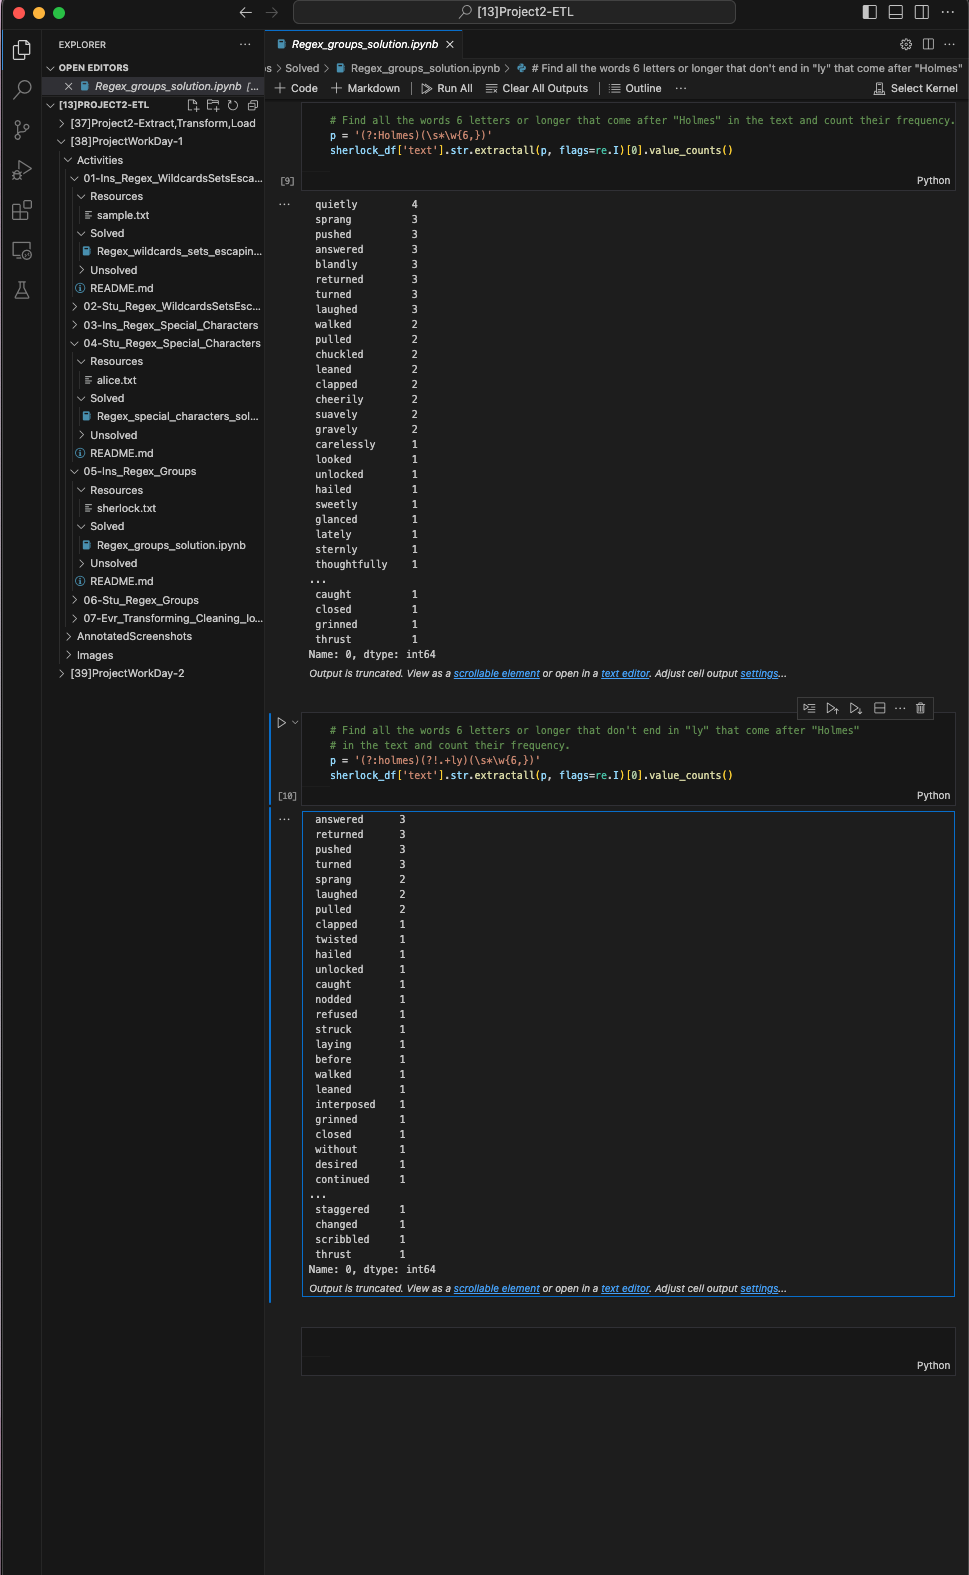 [13]Project2-ETL
EXPLORER
OPEN EDITORS
Regex_groups_solution.ipynb [...
[13]PROJECT2-ETL
[37]Project2-Extract,Transform,Load
[38]ProjectWorkDay-1
Activities
01-Ins_Regex_WildcardsSetsEsca...
Resources
sample.txt
Solved
Regex_wildcards_sets_escapin...
Unsolved
README.md
02-Stu_Regex_WildcardsSetsEsc...
03-Ins_Regex_Special_Characters
04-Stu_Regex_Special_Characters
Resources
alice.txt
Solved
Regex_special_characters_sol...
Unsolved
README.md
05-Ins_Regex_Groups
Resources
sherlock.txt
Solved
Regex_groups_solution.ipynb
Unsolved
README.md
06-Stu_Regex_Groups
07-Evr_Transforming_Cleaning_lo...
AnnotatedScreenshots
Images
[39]ProjectWorkDay-2
Regex_groups_solution.ipynb
s > Solved > Regex_groups_solution.ipynb > # Find all the words 6 letters or longer that don't end in "ly" that come after "Holmes"
+ Code + Markdown | Run All Clear All Outputs | Outline ... Select Kernel
# Find all the words 6 letters or longer that come after "Holmes" in the text and count their frequency.
p = '(?:Holmes)(\s*\w{6,})'
sherlock_df['text'].str.extractall(p, flags=re.I)[0].value_counts()
[9] Python
quietly 4
sprang 3
pushed 3
answered 3
blandly 3
returned 3
turned 3
laughed 3
walked 2
pulled 2
chuckled 2
leaned 2
clapped 2
cheerily 2
suavely 2
gravely 2
carelessly 1
looked 1
unlocked 1
hailed 1
sweetly 1
glanced 1
lately 1
sternly 1
thoughtfully 1
...
caught 1
closed 1
grinned 1
thrust 1
Name: 0, dtype: int64
Output is truncated. View as a scrollable element or open in a text editor. Adjust cell output settings...
# Find all the words 6 letters or longer that don't end in "ly" that come after "Holmes"
# in the text and count their frequency.
p = '(?:holmes)(?!.+ly)(\s*\w{6,})'
sherlock_df['text'].str.extractall(p, flags=re.I)[0].value_counts()
[10] Python
answered 3
returned 3
pushed 3
turned 3
sprang 2
laughed 2
pulled 2
clapped 1
twisted 1
hailed 1
unlocked 1
caught 1
nodded 1
refused 1
struck 1
laying 1
before 1
walked 1
leaned 1
interposed 1
grinned 1
closed 1
without 1
desired 1
continued 1
...
staggered 1
changed 1
scribbled 1
thrust 1
Name: 0, dtype: int64
Output is truncated. View as a scrollable element or open in a text editor. Adjust cell output settings...
Python